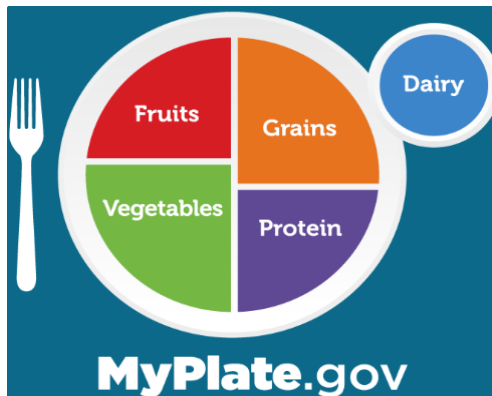 Dairy
Fruits
Grains
Vegetables
Protein
MyPlate.gov